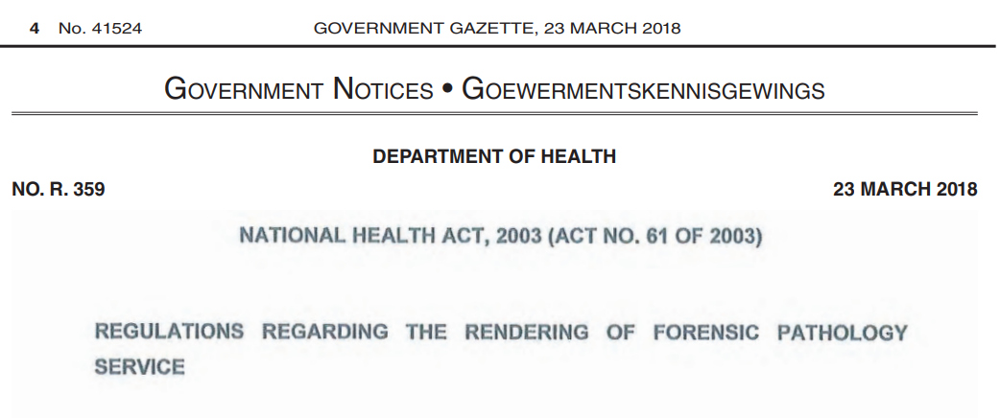 4 No. 41524 GOVERNMENT GAZETTE, 23 MARCH 2018
GOVERNMENT NOTICES • GOEWERMENTSKENNISGEWINGS
DEPARTMENT OF HEALTH
NO. R. 359 23 MARCH 2018
NATIONAL HEALTH ACT, 2003 (ACT NO. 61 OF 2003)
REGULATIONS REGARDING THE RENDERING OF FORENSIC PATHOLOGY
SERVICE